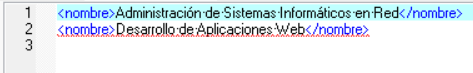 1 <nombre>Administración de Sistemas Informáticos en Red</nombre>
2 <nombre>Desarrollo de Aplicaciones Web</nombre>
3